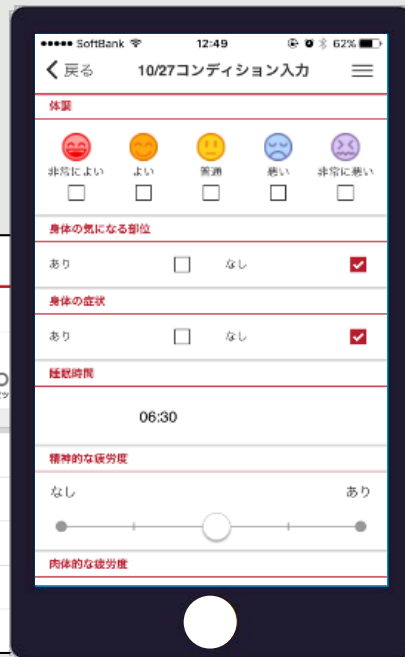 SoftBank 12:49 62%
戻る 10/27コンディション入力
体調
非常によい よい 普通 悪い 非常に悪い
身体の気になる部位
あり なし
身体の症状
あり なし
睡眠時間
06:30
精神的な疲労度
なし あり
肉体的な疲労度